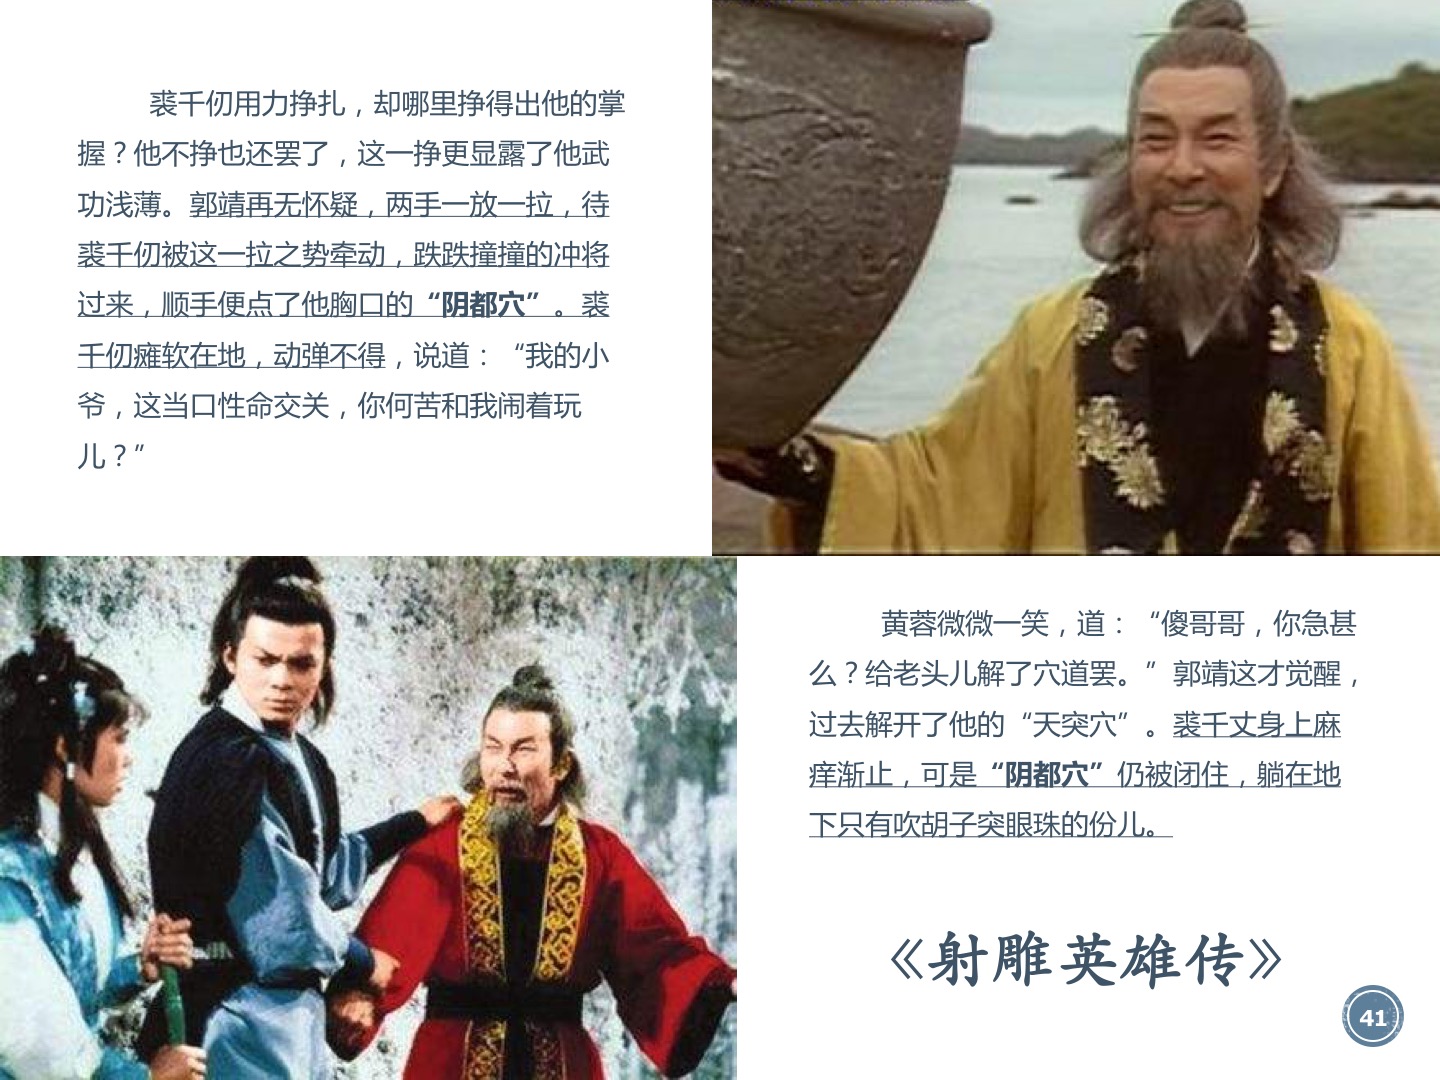 裘千仞用力挣扎，却哪里挣得出他的掌
握？他不挣也还罢了，这一挣更显露了他武
功浅薄。郭靖再无怀疑，两手一放一拉，待
裘千仞被这一拉之势牵动，跌跌撞撞的冲将
过来，顺手便点了他胸口的“阴都穴”。裘
千仞瘫软在地，动弹不得，说道：“我的小
爷，这当口性命交关，你何苦和我闹着玩
儿？”
黄蓉微微一笑，道：“傻哥哥，你急甚
么？给老头儿解了穴道罢。”郭靖这才觉醒，
过去解开了他的“天突穴”。裘千丈身上麻
痒渐止，可是“阴都穴”仍被闭住，躺在地
下只有吹胡子突眼珠的份儿。
《射雕英雄传》
41